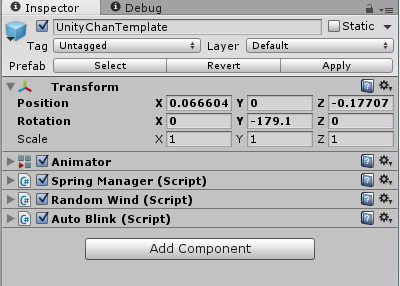 Inspector Debug
UnityChanTemplate Static
Tag Untagged Layer Default
Prefab Select Revert Apply
Transform
Position X 0.066604 Y 0 Z -0.17707
Rotation X 0 Y -179.1 Z 0
Scale X 1 Y 1 Z 1
Animator
C# Spring Manager (Script)
C# Random Wind (Script)
C# Auto Blink (Script)
Add Component